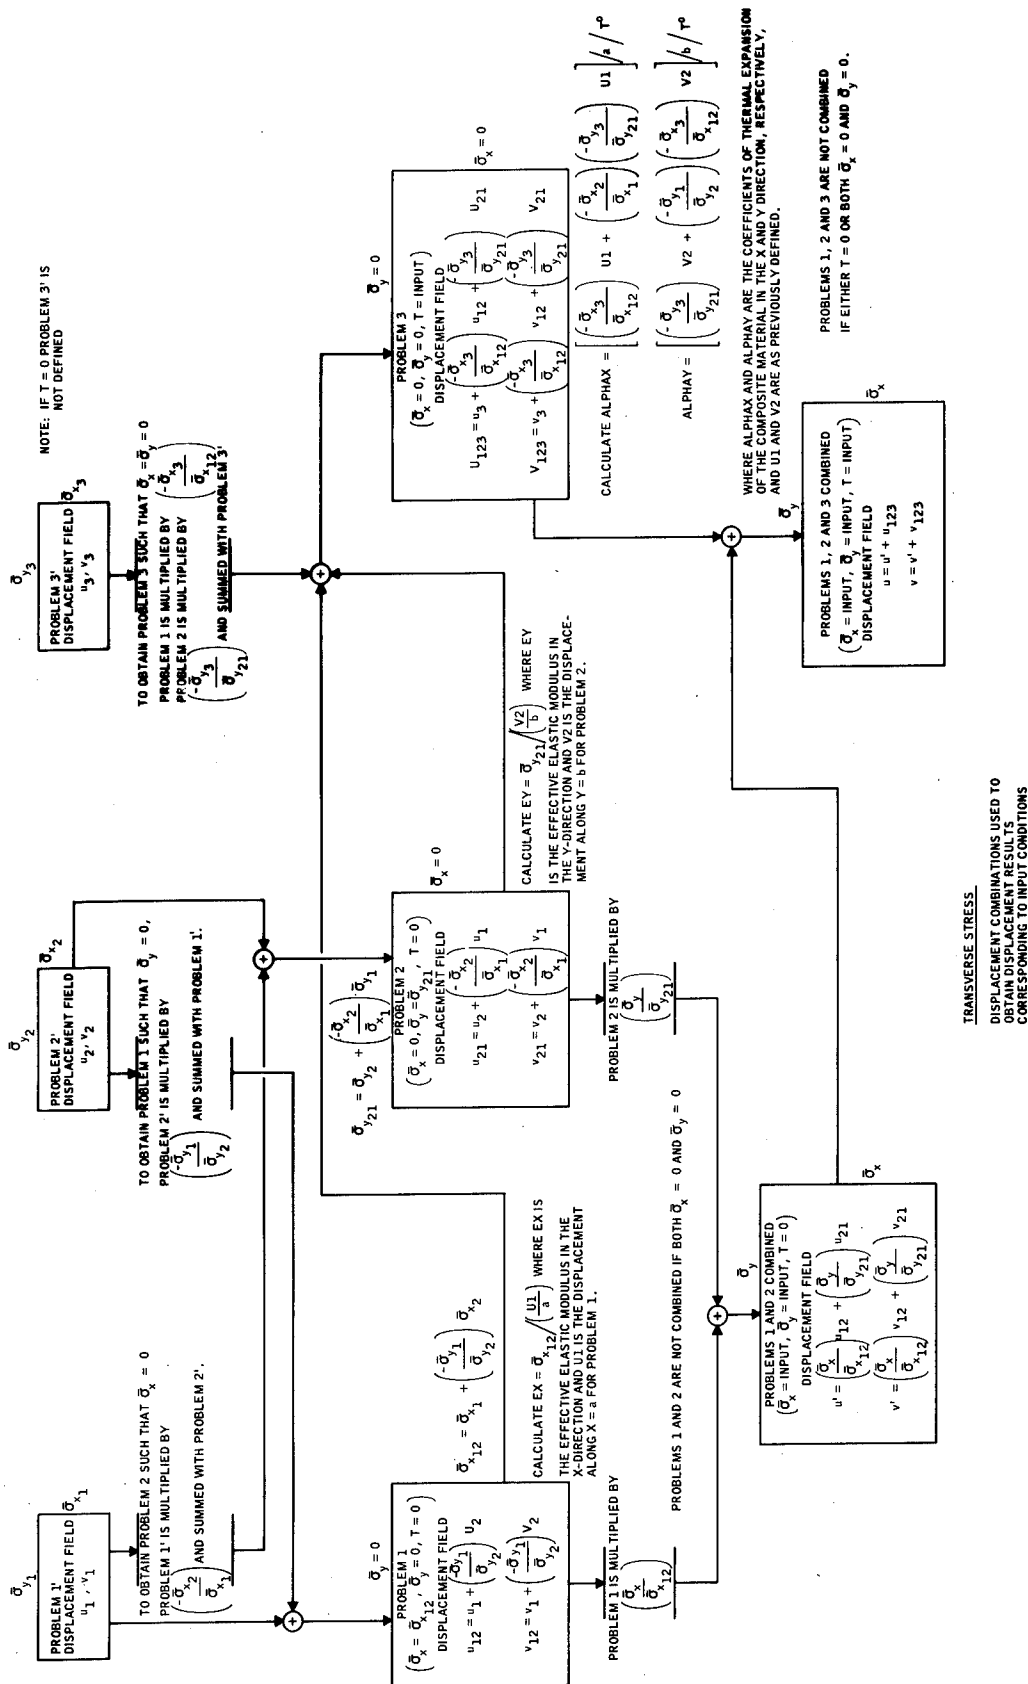 σ̄y₁
PROBLEM 1'
DISPLACEMENT FIELD
u₁, v₁
σ̄x₁
TO OBTAIN PROBLEM 2 SUCH THAT σ̄x = 0
PROBLEM 1' IS MULTIPLIED BY
(-σ̄x₂/σ̄x₁) AND SUMMED WITH PROBLEM 2'.
σ̄y₂
PROBLEM 2'
DISPLACEMENT FIELD
u₂, v₂
σ̄x₂
TO OBTAIN PROBLEM 1 SUCH THAT σ̄y = 0,
PROBLEM 2' IS MULTIPLIED BY
(-σ̄y₁/σ̄y₂) AND SUMMED WITH PROBLEM 1'.
σ̄y₃
PROBLEM 3'
DISPLACEMENT FIELD
u₃, v₃
σ̄x₃
NOTE: IF T = 0 PROBLEM 3' IS
NOT DEFINED
TO OBTAIN PROBLEM 3 SUCH THAT σ̄x = σ̄y = 0
PROBLEM 1 IS MULTIPLIED BY (-σ̄x₃/σ̄x₁₂)
PROBLEM 2 IS MULTIPLIED BY
(-σ̄y₃/σ̄y₂₁) AND SUMMED WITH PROBLEM 3'
+
+
+
σ̄y = 0
PROBLEM 1
(σ̄x = σ̄x₁₂, σ̄y = 0, T = 0)
DISPLACEMENT FIELD
u₁₂ = u₁ + (-σ̄y₁/σ̄y₂) u₂
v₁₂ = v₁ + (-σ̄y₁/σ̄y₂) v₂
σ̄x₁₂ = σ̄x₁ + (-σ̄y₁/σ̄y₂) σ̄x₂
CALCULATE EX = σ̄x₁₂/(U1/a) WHERE EX IS
THE EFFECTIVE ELASTIC MODULUS IN THE
X-DIRECTION AND U1 IS THE DISPLACEMENT
ALONG X = a FOR PROBLEM 1.
σ̄y₂₁ = σ̄y₂ + (-σ̄x₂/σ̄x₁) σ̄y₁
PROBLEM 2
(σ̄x = 0, σ̄y = σ̄y₂₁, T = 0)
DISPLACEMENT FIELD
u₂₁ = u₂ + (-σ̄x₂/σ̄x₁) u₁
v₂₁ = v₂ + (-σ̄x₂/σ̄x₁) v₁
σ̄x = 0
CALCULATE EY = σ̄y₂₁/(V2/b) WHERE EY
IS THE EFFECTIVE ELASTIC MODULUS IN
THE Y-DIRECTION AND V2 IS THE DISPLACE-
MENT ALONG Y = b FOR PROBLEM 2.
σ̄y = 0
PROBLEM 3
(σ̄x = 0, σ̄y = 0, T = INPUT)
DISPLACEMENT FIELD
U₁₂₃ = u₃ + (-σ̄x₃/σ̄x₁₂) u₁₂ + (-σ̄y₃/σ̄y₂₁) u₂₁
V₁₂₃ = v₃ + (-σ̄x₃/σ̄x₁₂) v₁₂ + (-σ̄y₃/σ̄y₂₁) V₂₁
σ̄x = 0
CALCULATE ALPHAX = [(-σ̄x₃/σ̄x₁₂) U1 + (-σ̄x₂/σ̄x₁)(-σ̄y₃/σ̄y₂₁) U1]/a/T°
ALPHAY = [(-σ̄y₃/σ̄y₂₁) V2 + (-σ̄y₁/σ̄y₂)(-σ̄x₃/σ̄x₁₂) V2]/b/T°
WHERE ALPHAX AND ALPHAY ARE THE COEFFICIENTS OF THERMAL EXPANSION
OF THE COMPOSITE MATERIAL IN THE X AND Y DIRECTION, RESPECTIVELY,
AND U1 AND V2 ARE AS PREVIOUSLY DEFINED.
PROBLEM 1 IS MULTIPLIED BY
(σ̄x/σ̄x₁₂)
PROBLEM 2 IS MULTIPLIED BY
(σ̄y/σ̄y₂₁)
PROBLEMS 1 AND 2 ARE NOT COMBINED IF BOTH σ̄x = 0 AND σ̄y = 0
+
+
σ̄y
PROBLEMS 1 AND 2 COMBINED
(σ̄x = INPUT, σ̄y = INPUT, T = 0)
DISPLACEMENT FIELD
u' = (σ̄x/σ̄x₁₂) u₁₂ + (σ̄y/σ̄y₂₁) u₂₁
v' = (σ̄x/σ̄x₁₂) v₁₂ + (σ̄y/σ̄y₂₁) v₂₁
σ̄x
σ̄y
PROBLEMS 1, 2 AND 3 COMBINED
(σ̄x = INPUT, σ̄y = INPUT, T = INPUT)
DISPLACEMENT FIELD
u = u' + u₁₂₃
v = v' + v₁₂₃
σ̄x
PROBLEMS 1, 2 AND 3 ARE NOT COMBINED
IF EITHER T = 0 OR BOTH σ̄x = 0 AND σ̄y = 0.
TRANSVERSE STRESS
DISPLACEMENT COMBINATIONS USED TO
OBTAIN DISPLACEMENT RESULTS
CORRESPONDING TO INPUT CONDITIONS